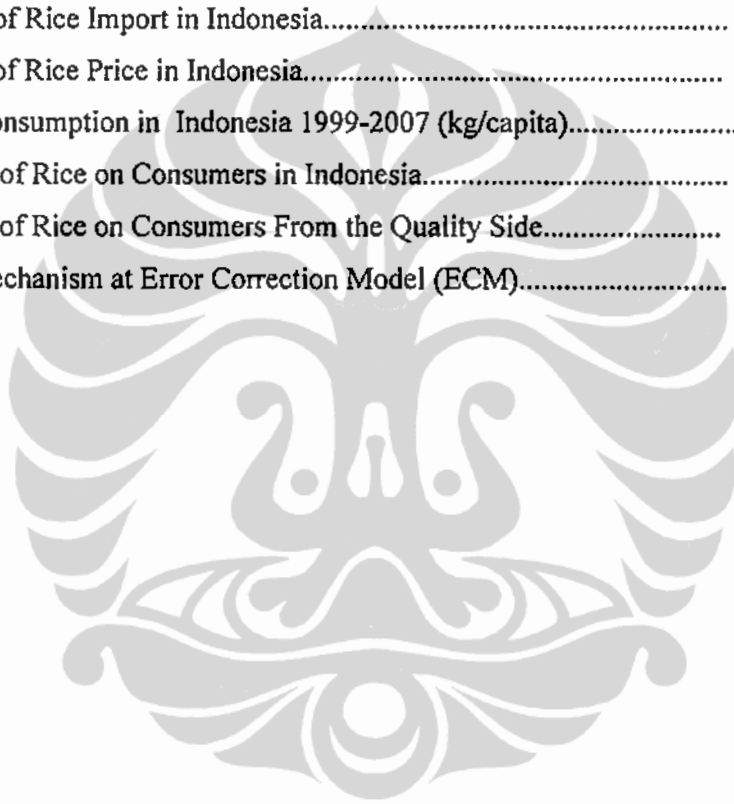 of Rice Import in Indonesia......................................................
of Rice Price in Indonesia.......................................................
onsumption in Indonesia 1999-2007 (kg/capita)......................
of Rice on Consumers in Indonesia........................................
of Rice on Consumers From the Quality Side.......................
echanism at Error Correction Model (ECM)...........................